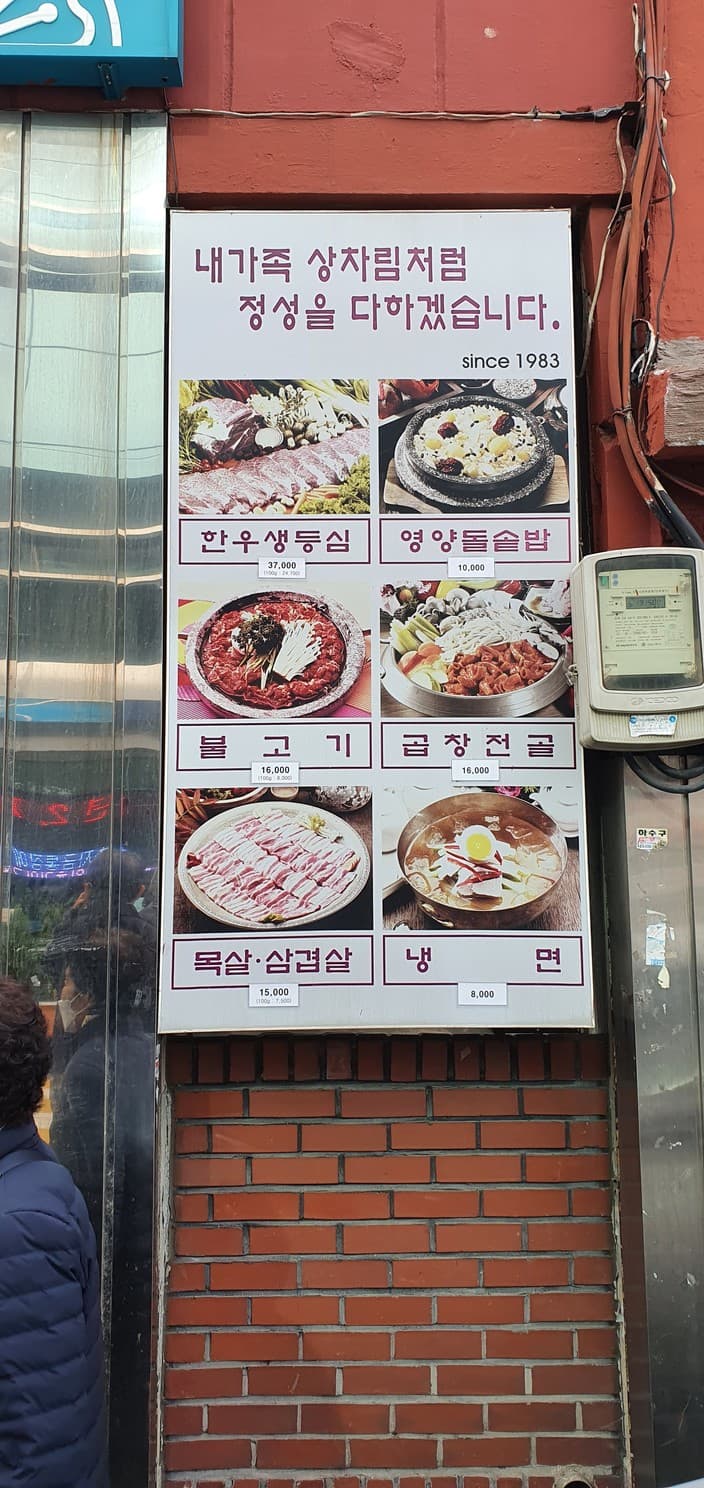 내가족 상차림처럼
정성을 다하겠습니다.
since 1983
한우생등심
37,000
영양돌솥밥
10,000
불고기
16,000
(100g : 8,000)
곱창전골
16,000
목살·삼겹살
15,000
(100g : 7,500)
냉면
8,000
하수구